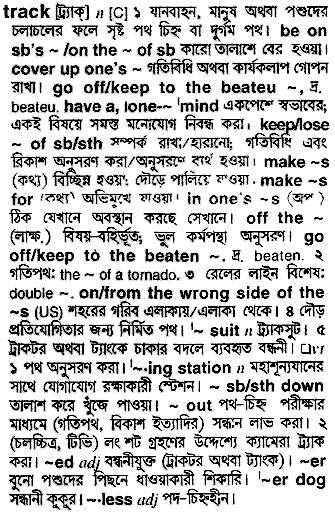 track [ট্র্যাক্] n [C] ১ যানবাহন, মানুষ অথবা পশুদের
চলাচলের ফলে সৃষ্ট পথ চিহ্ন বা দুর্গম পথ। be on
sb's ~ /on the ~ of sb কারো তালাশে বের হওয়া।
cover up one's ~ গতিবিধি অথবা কার্যকলাপ গোপন
রাখা। go off/keep to the beateu ~, দ্র.
beateu. have a, lone-~ 'mind একপেশে স্বভাবের;
একই বিষয়ে সমস্ত মনোযোগ নিবদ্ধ করা। keep/lose
~ of sb/sth সম্পর্ক রাখা/হারানো; গতিবিধি এবং
বিকাশ অনুসরণ করা/অনুসরণে ব্যর্থ হওয়া। make ~s
(কথ্য) বিচ্ছিন্ন হওয়া; দৌড়ে পালিয়ে যাওয়া. make ~s
for (কথ্য) অভিমুখে যাওয়া। in one's ~s (অপ )
ঠিক যেখানে অবস্থান করছে সেখানে। off the ~
(লাক্ষ.) বিষয়-বহির্ভূত; ভুল কর্মপন্থা অনুসরণ। go
off/keep to the beaten ~, দ্র. beaten. ২
গতিপথ: the ~ of a tornado. ৩ রেলের লাইন বিশেষ:
double ~. on/from the wrong side of the
~s (US) শহরের গরিব এলাকায়/এলাকা থেকে। ৪ দৌড়
প্রতিযোগিতার জন্য নির্মিত পথ। '~ suit n ট্র্যাকসুট। ৫
ট্রাকটর অথবা ট্যাংকে চাকার বদলে ব্যবহৃত বন্ধনী। □vt
১ পথ অনুসরণ করা। '~·ing station n মহাশূন্যযানের
সাথে যোগাযোগ রক্ষাকারী স্টেশন। ~ sb/sth down
তালাশ করে খুঁজে পাওয়া। ~ out পথ-চিহ্ন পরীক্ষার
মাধ্যমে (গতিপথ, বিকাশ ইত্যাদির) সন্ধান লাভ করা। ২
(চলচ্চিত্র, টিভি) লং শট গ্রহণের উদ্দেশ্যে ক্যামেরা ট্র্যাক
করা। ~ed adj বন্ধনীযুক্ত (ট্রাকটর অথবা ট্যাংক)। ~er
বুনো পশুদের পিছনে ধাওয়াকারী শিকারি। '~er dog
সন্ধানী কুকুর। ~·less adj পদ-চিহ্নহীন।